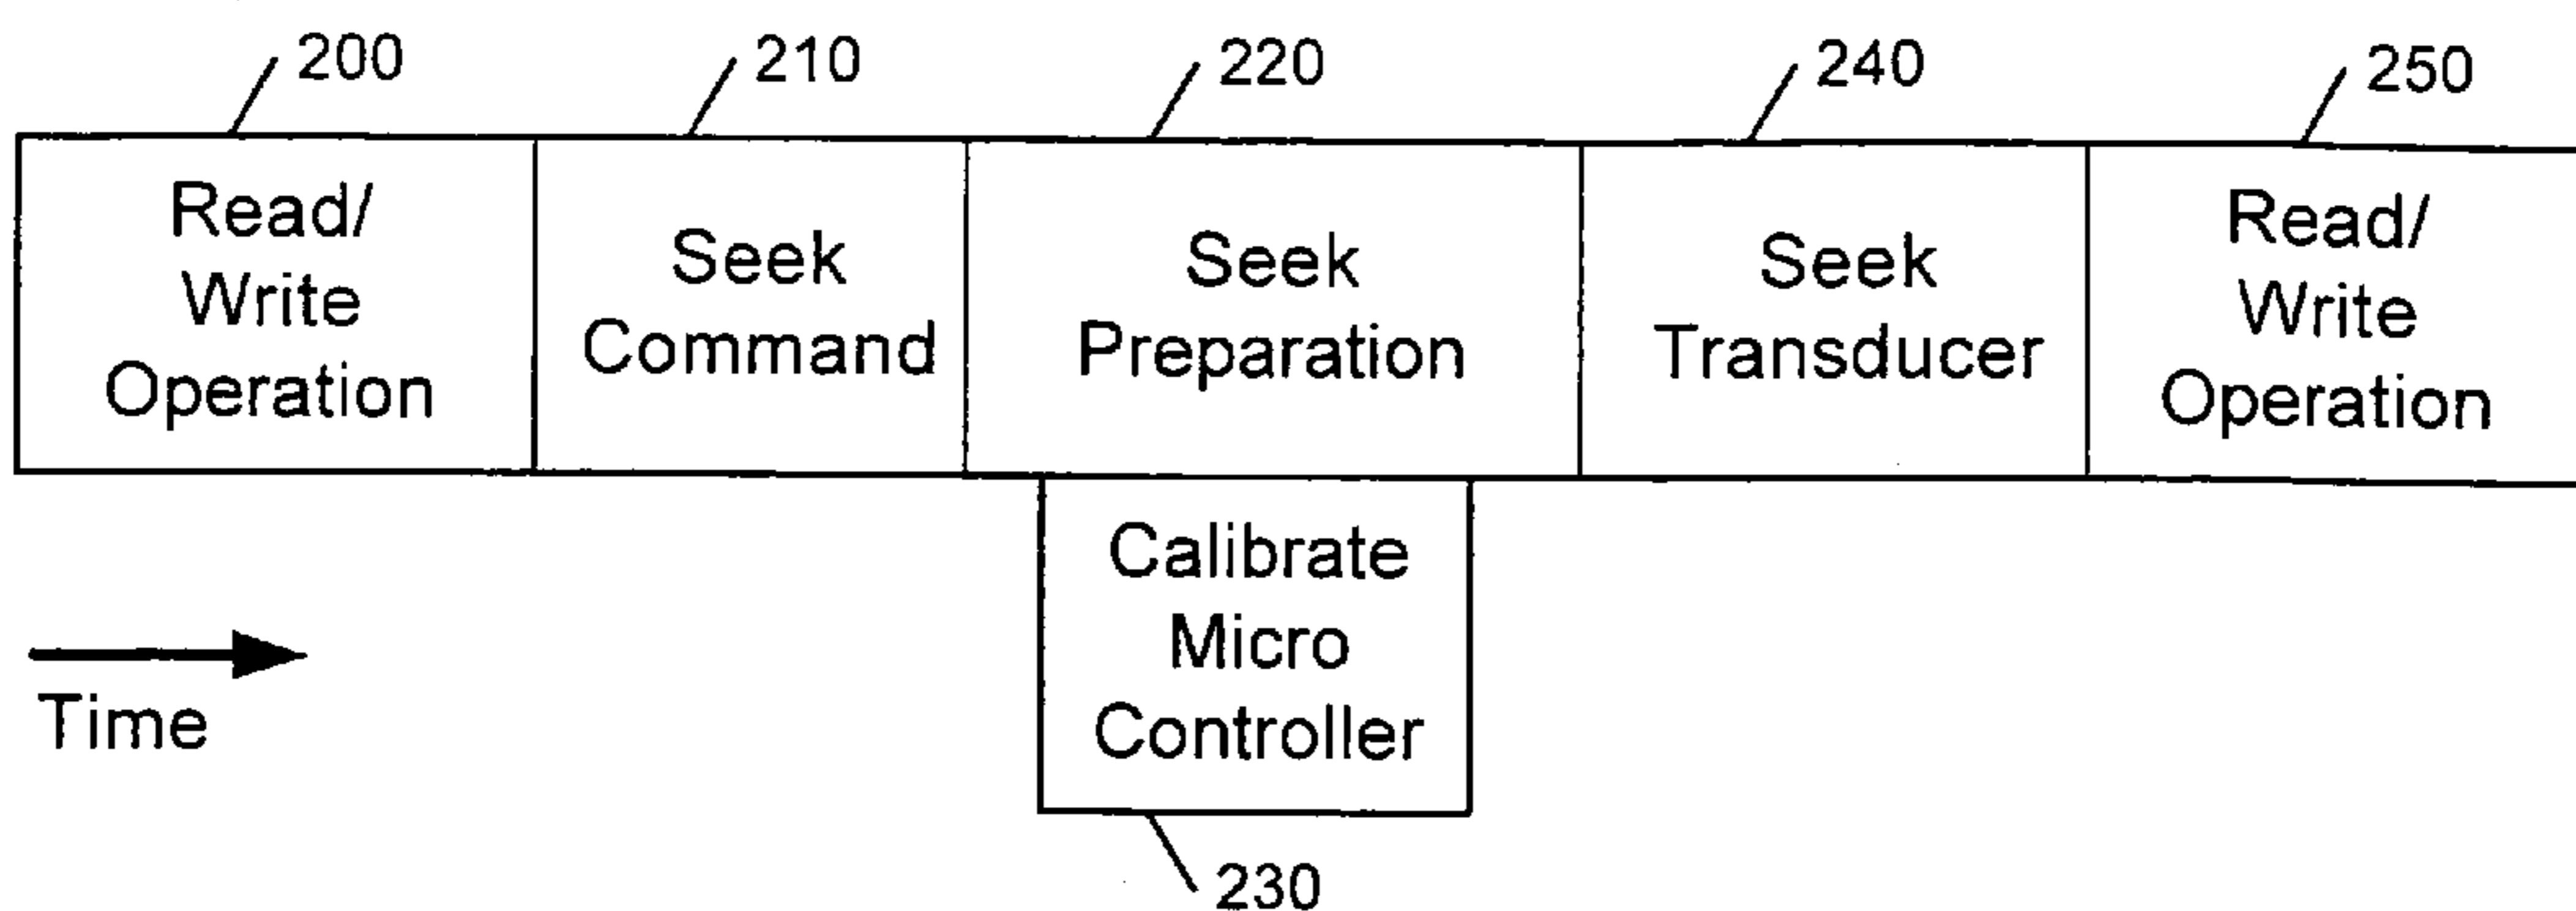 200
210
220
240
250
Read/
Write
Operation
Seek
Command
Seek
Preparation
Seek
Transducer
Read/
Write
Operation
Calibrate
Micro
Controller
Time
230